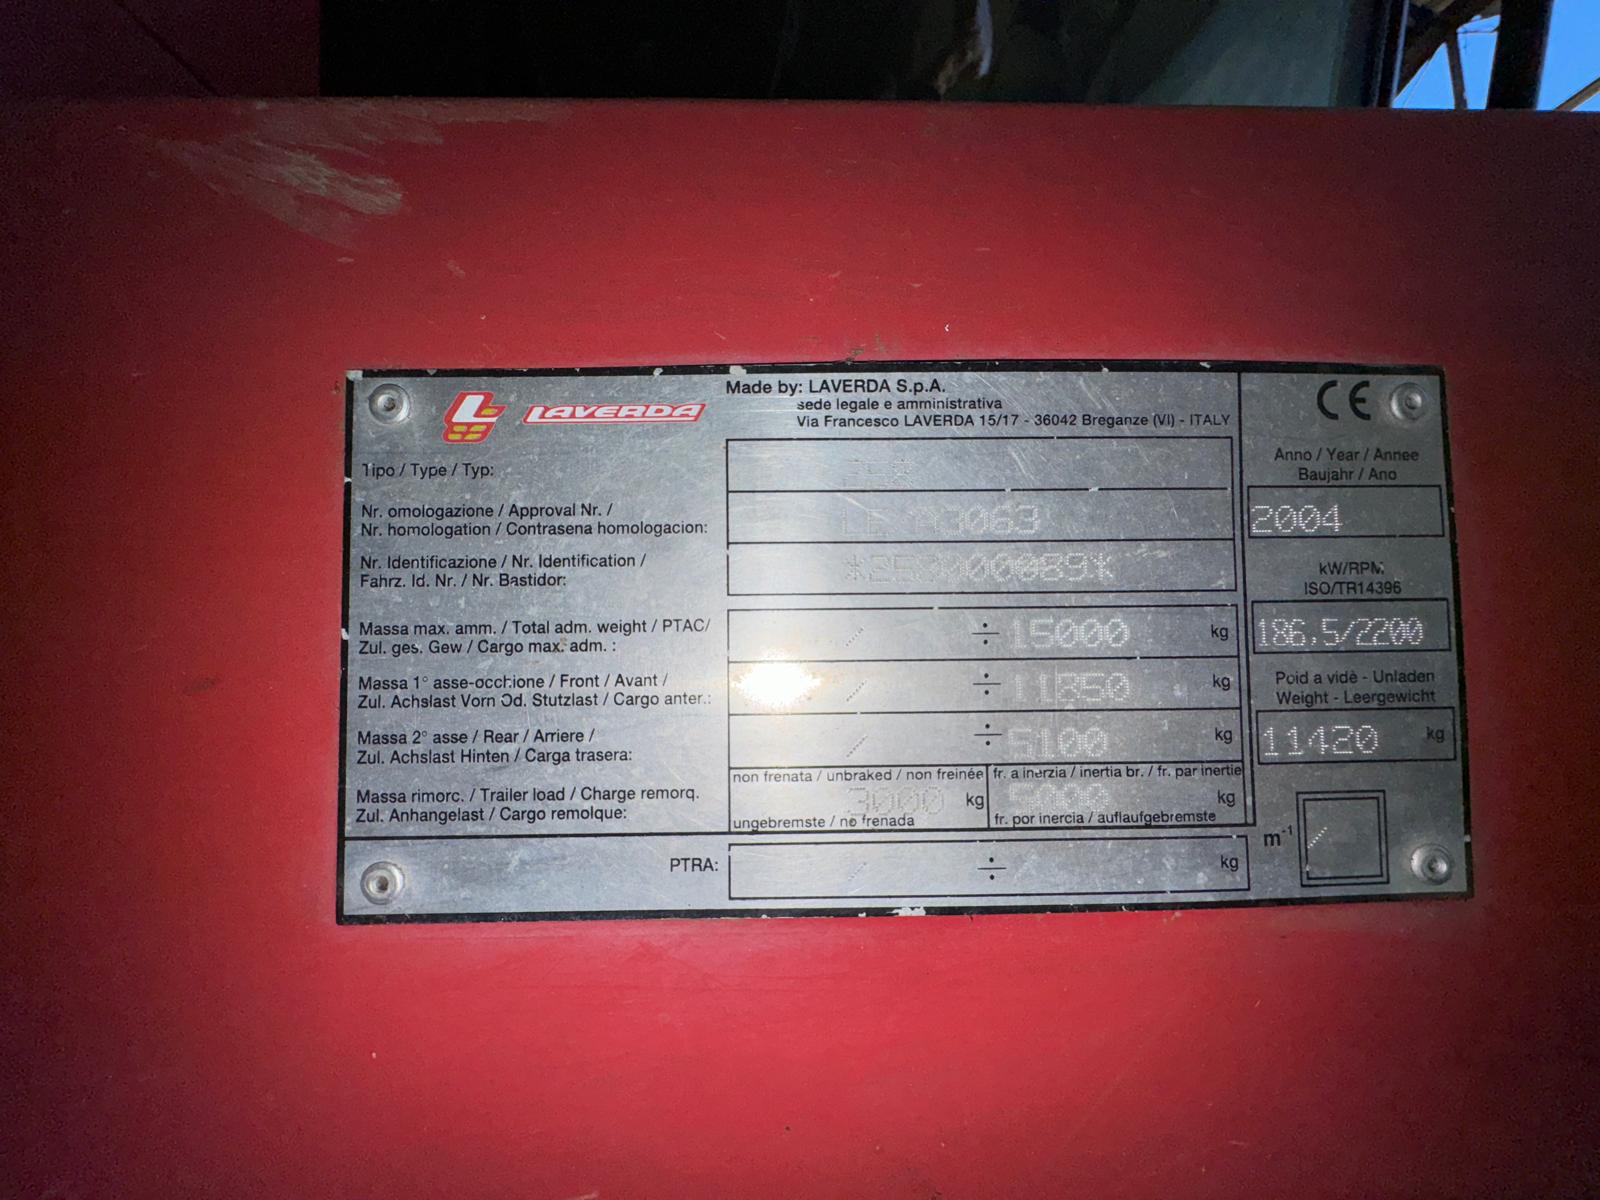 LAVERDA
Made by: LAVERDA S.p.A.
sede legale e amministrativa
Via Francesco LAVERDA 15/17 - 36042 Breganze (VI) - ITALY
CE
Tipo / Type / Typ:
Anno / Year / Annee
Baujahr / Ano
2004
Nr. omologazione / Approval Nr. /
Nr. homologation / Contrasena homologacion:
LE A3063
Nr. Identificazione / Nr. Identification /
Fahrz. Id. Nr. / Nr. Bastidor:
kW/RPM
ISO/TR14396
186,5/2200
Massa max. amm. / Total adm. weight / PTAC/
Zul. ges. Gew / Cargo max. adm. :
/ ÷ 15000 kg
Massa 1° asse-occhione / Front / Avant /
Zul. Achslast Vorn Od. Stutzlast / Cargo anter.:
/ ÷ 11850 kg
Poid a vidè - Unladen
Weight - Leergewicht
11420 kg
Massa 2° asse / Rear / Arriere /
Zul. Achslast Hinten / Carga trasera:
/ ÷ 5100 kg
Massa rimorc. / Trailer load / Charge remorq.
Zul. Anhangelast / Cargo remolque:
non frenata / unbraked / non freinée
3000 kg
ungebremste / no frenada
fr. a inerzia / inertia br. / fr. par inertie
5000 kg
fr. por inercia / auflaufgebremste
m-1 /
PTRA: / ÷ kg